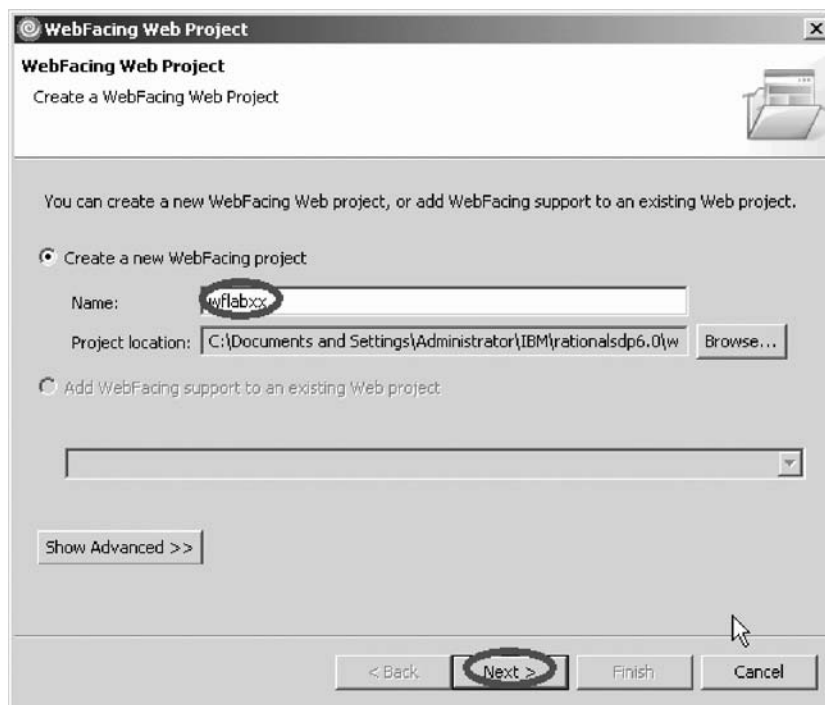 WebFacing Web Project
WebFacing Web Project
Create a WebFacing Web Project
You can create a new WebFacing Web project, or add WebFacing support to an existing Web project.
Create a new WebFacing project
Name: wflabxx
Project location: C:\Documents and Settings\Administrator\IBM\rationalsdp6.0\w Browse...
Add WebFacing support to an existing Web project
Show Advanced >>
< Back Next > Finish Cancel